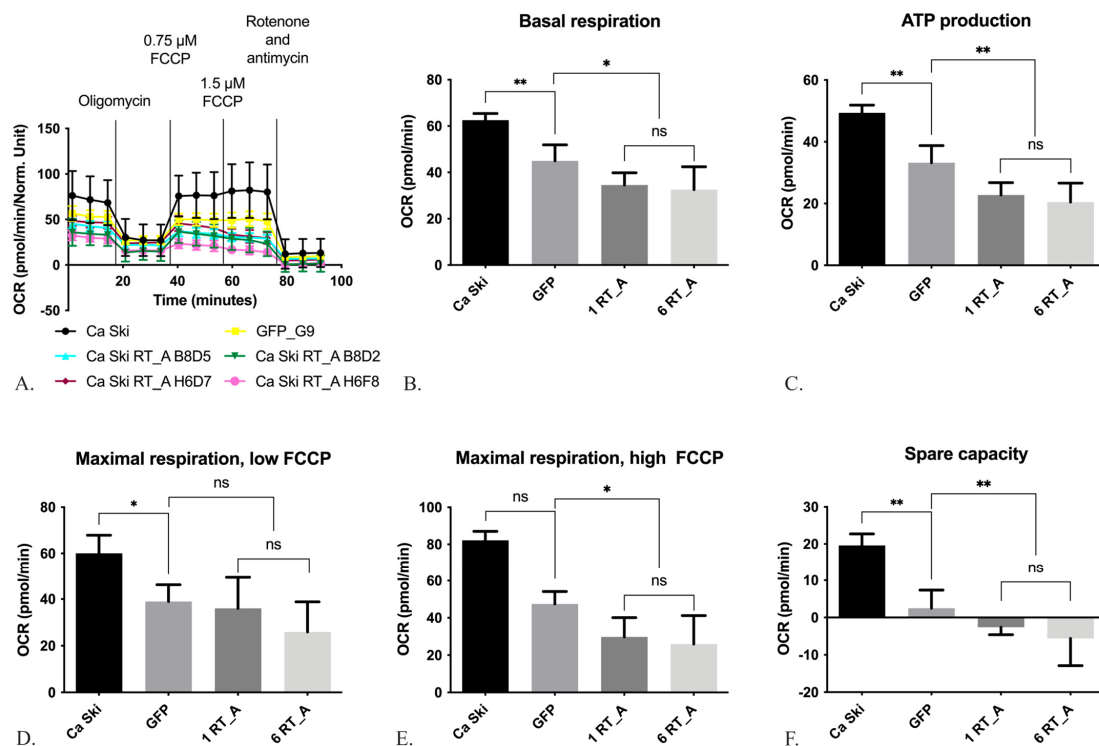 Oligomycin
0.75 µM
FCCP
1.5 µM
FCCP
Rotenone
and
antimycin
OCR (pmol/min/Norm. Unit)
150
100
50
0
-50
20
40
60
80
100
Time (minutes)
Ca Ski
GFP_G9
Ca Ski RT_A B8D5
Ca Ski RT_A B8D2
Ca Ski RT_A H6D7
Ca Ski RT_A H6F8
A.
Basal respiration
OCR (pmol/min)
80
60
40
20
0
**
*
ns
Ca Ski
GFP
1 RT_A
6 RT_A
B.
ATP production
OCR (pmol/min)
60
40
20
0
**
**
ns
Ca Ski
GFP
1 RT_A
6 RT_A
C.
Maximal respiration, low FCCP
OCR (pmol/min)
80
60
40
20
0
*
ns
ns
Ca Ski
GFP
1 RT_A
6 RT_A
D.
Maximal respiration, high FCCP
OCR (pmol/min)
100
80
60
40
20
0
ns
*
ns
Ca Ski
GFP
1 RT_A
6 RT_A
E.
Spare capacity
OCR (pmol/min)
30
20
10
0
-10
-20
**
**
ns
Ca Ski
GFP
1 RT_A
6 RT_A
F.